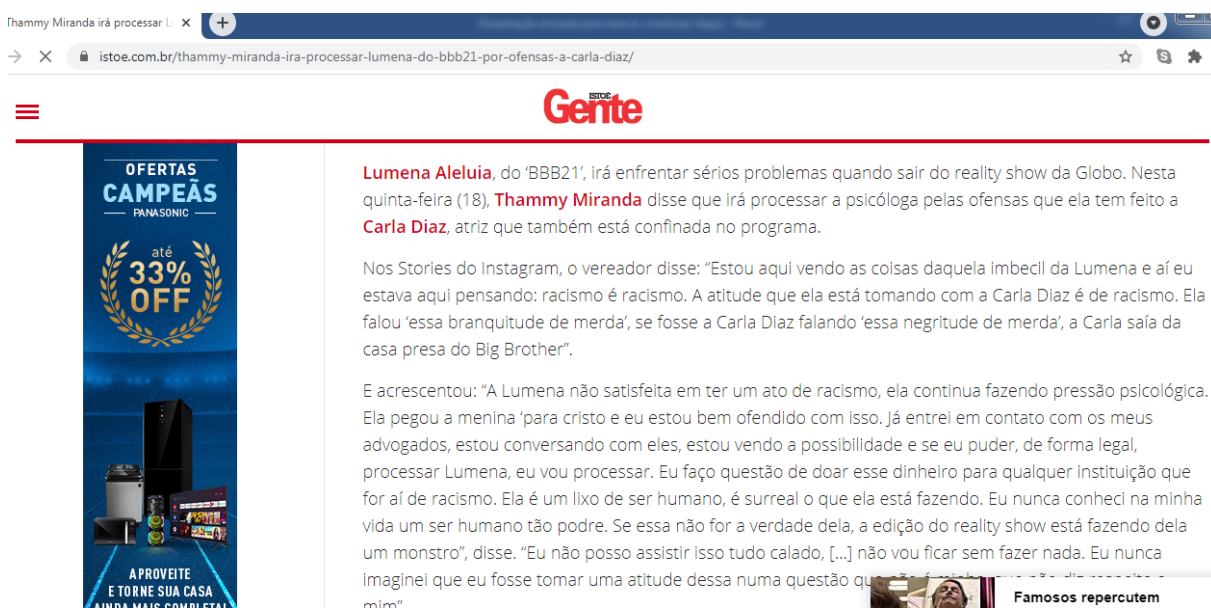 Thammy Miranda irá processar L
istoe.com.br/thammy-miranda-ira-processar-lumena-do-bbb21-por-ofensas-a-carla-diaz/
ISTOÉ
Gente
OFERTAS
CAMPEÃS
PANASONIC
até
33%
OFF
APROVEITE
E TORNE SUA CASA
AINDA MAIS COMPLETA!
Lumena Aleluia, do ‘BBB21’, irá enfrentar sérios problemas quando sair do reality show da Globo. Nesta
quinta-feira (18), Thammy Miranda disse que irá processar a psicóloga pelas ofensas que ela tem feito a
Carla Diaz, atriz que também está confinada no programa.
Nos Stories do Instagram, o vereador disse: “Estou aqui vendo as coisas daquela imbecil da Lumena e aí eu
estava aqui pensando: racismo é racismo. A atitude que ela está tomando com a Carla Diaz é de racismo. Ela
falou ‘essa branquitude de merda’, se fosse a Carla Diaz falando ‘essa negritude de merda’, a Carla saía da
casa presa do Big Brother”.
E acrescentou: “A Lumena não satisfeita em ter um ato de racismo, ela continua fazendo pressão psicológica.
Ela pegou a menina ‘para cristo e eu estou bem ofendido com isso. Já entrei em contato com os meus
advogados, estou conversando com eles, estou vendo a possibilidade e se eu puder, de forma legal,
processar Lumena, eu vou processar. Eu faço questão de doar esse dinheiro para qualquer instituição que
for aí de racismo. Ela é um lixo de ser humano, é surreal o que ela está fazendo. Eu nunca conheci na minha
vida um ser humano tão podre. Se essa não for a verdade dela, a edição do reality show está fazendo dela
um monstro”, disse. “Eu não posso assistir isso tudo calado, [...] não vou ficar sem fazer nada. Eu nunca
imaginei que eu fosse tomar uma atitude dessa numa questão que não é minha, que não diz respeito a
mim”
Famosos repercutem